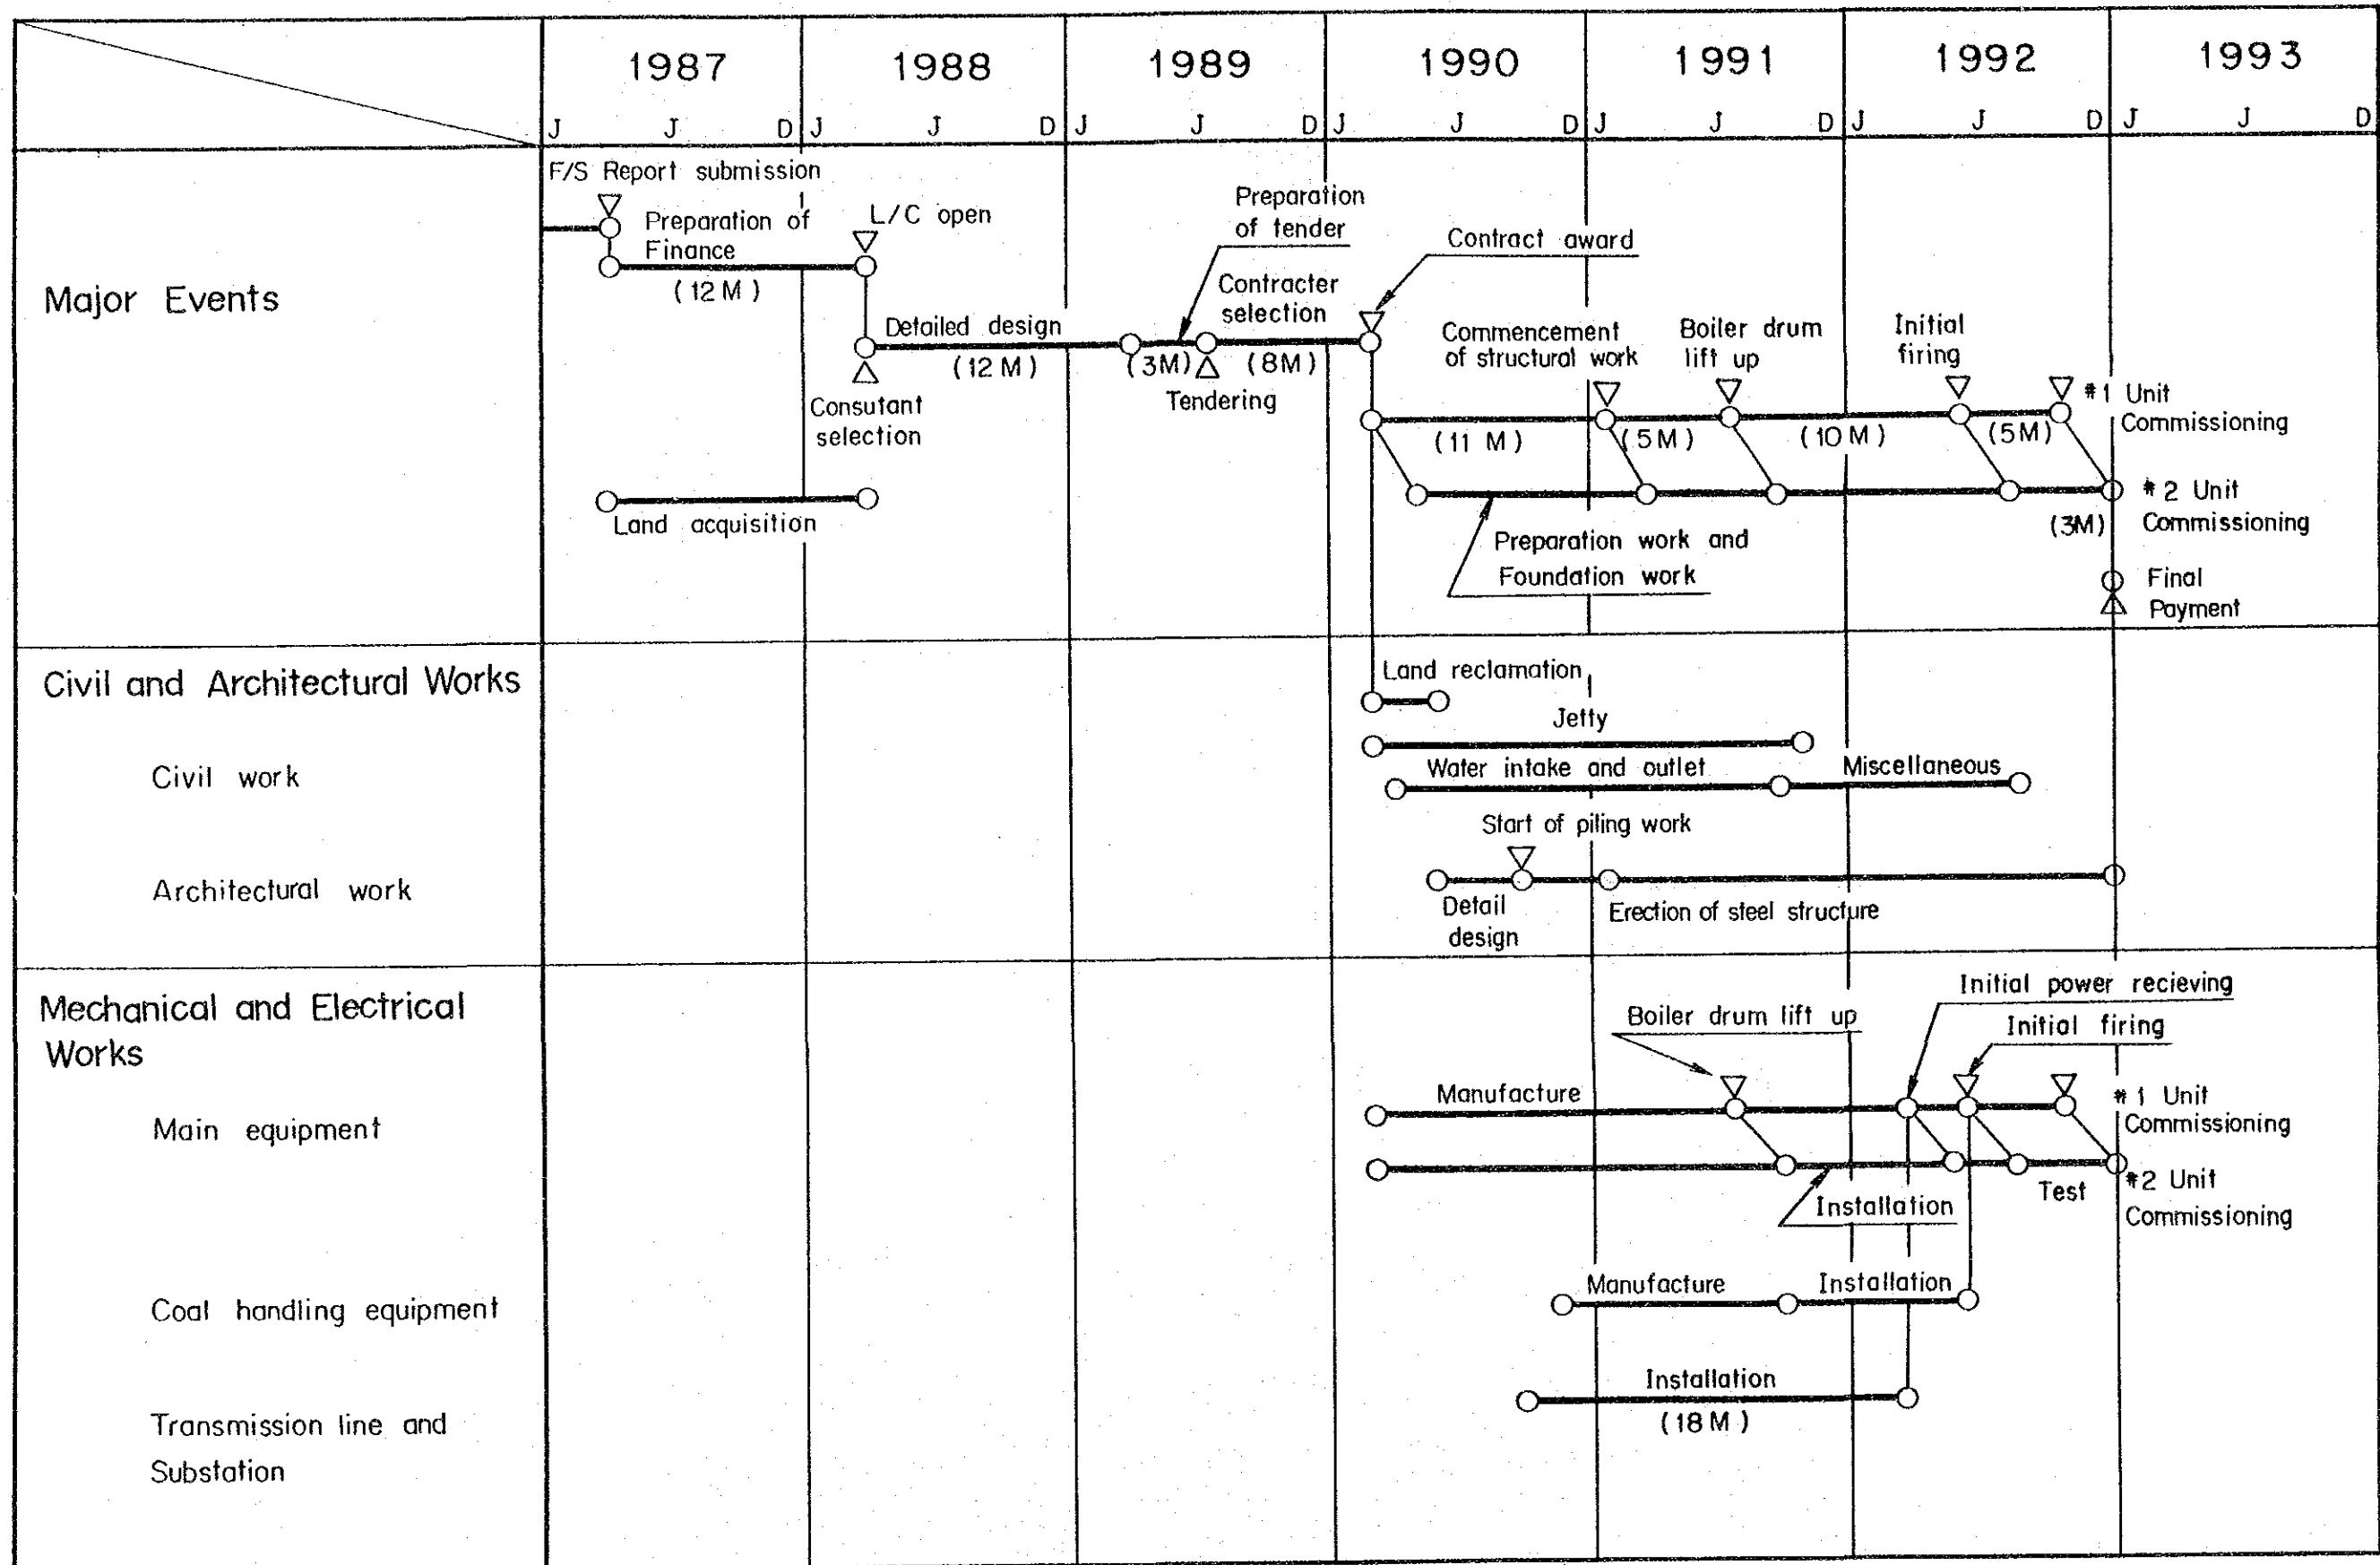 1987 1988 1989 1990 1991 1992 1993
J J D J J D J J D J J D J J D J J D J J D
Major Events
F/S Report submission
Preparation of
Finance
(12M)
L/C open
Detailed design
(12M)
Consutant
selection
Land acquisition
Preparation
of tender
(3M)
Tendering
Contracter
selection
(8M)
Contract award
Commencement
of structural work
(11 M)
Boiler drum
lift up
(5M)
(10M)
Initial
firing
(5M)
#1 Unit
Commissioning
#2 Unit
Commissioning
(3M)
Preparation work and
Foundation work
Final
Payment
Civil and Architectural Works
Land reclamation
Jetty
Civil work
Water intake and outlet
Miscellaneous
Start of piling work
Architectural work
Detail
design
Erection of steel structure
Mechanical and Electrical
Works
Initial power recieving
Boiler drum lift up
Initial firing
Main equipment
Manufacture
#1 Unit
Commissioning
Installation
Test
#2 Unit
Commissioning
Coal handling equipment
Manufacture
Installation
Transmission line and
Substation
Installation
(18M)